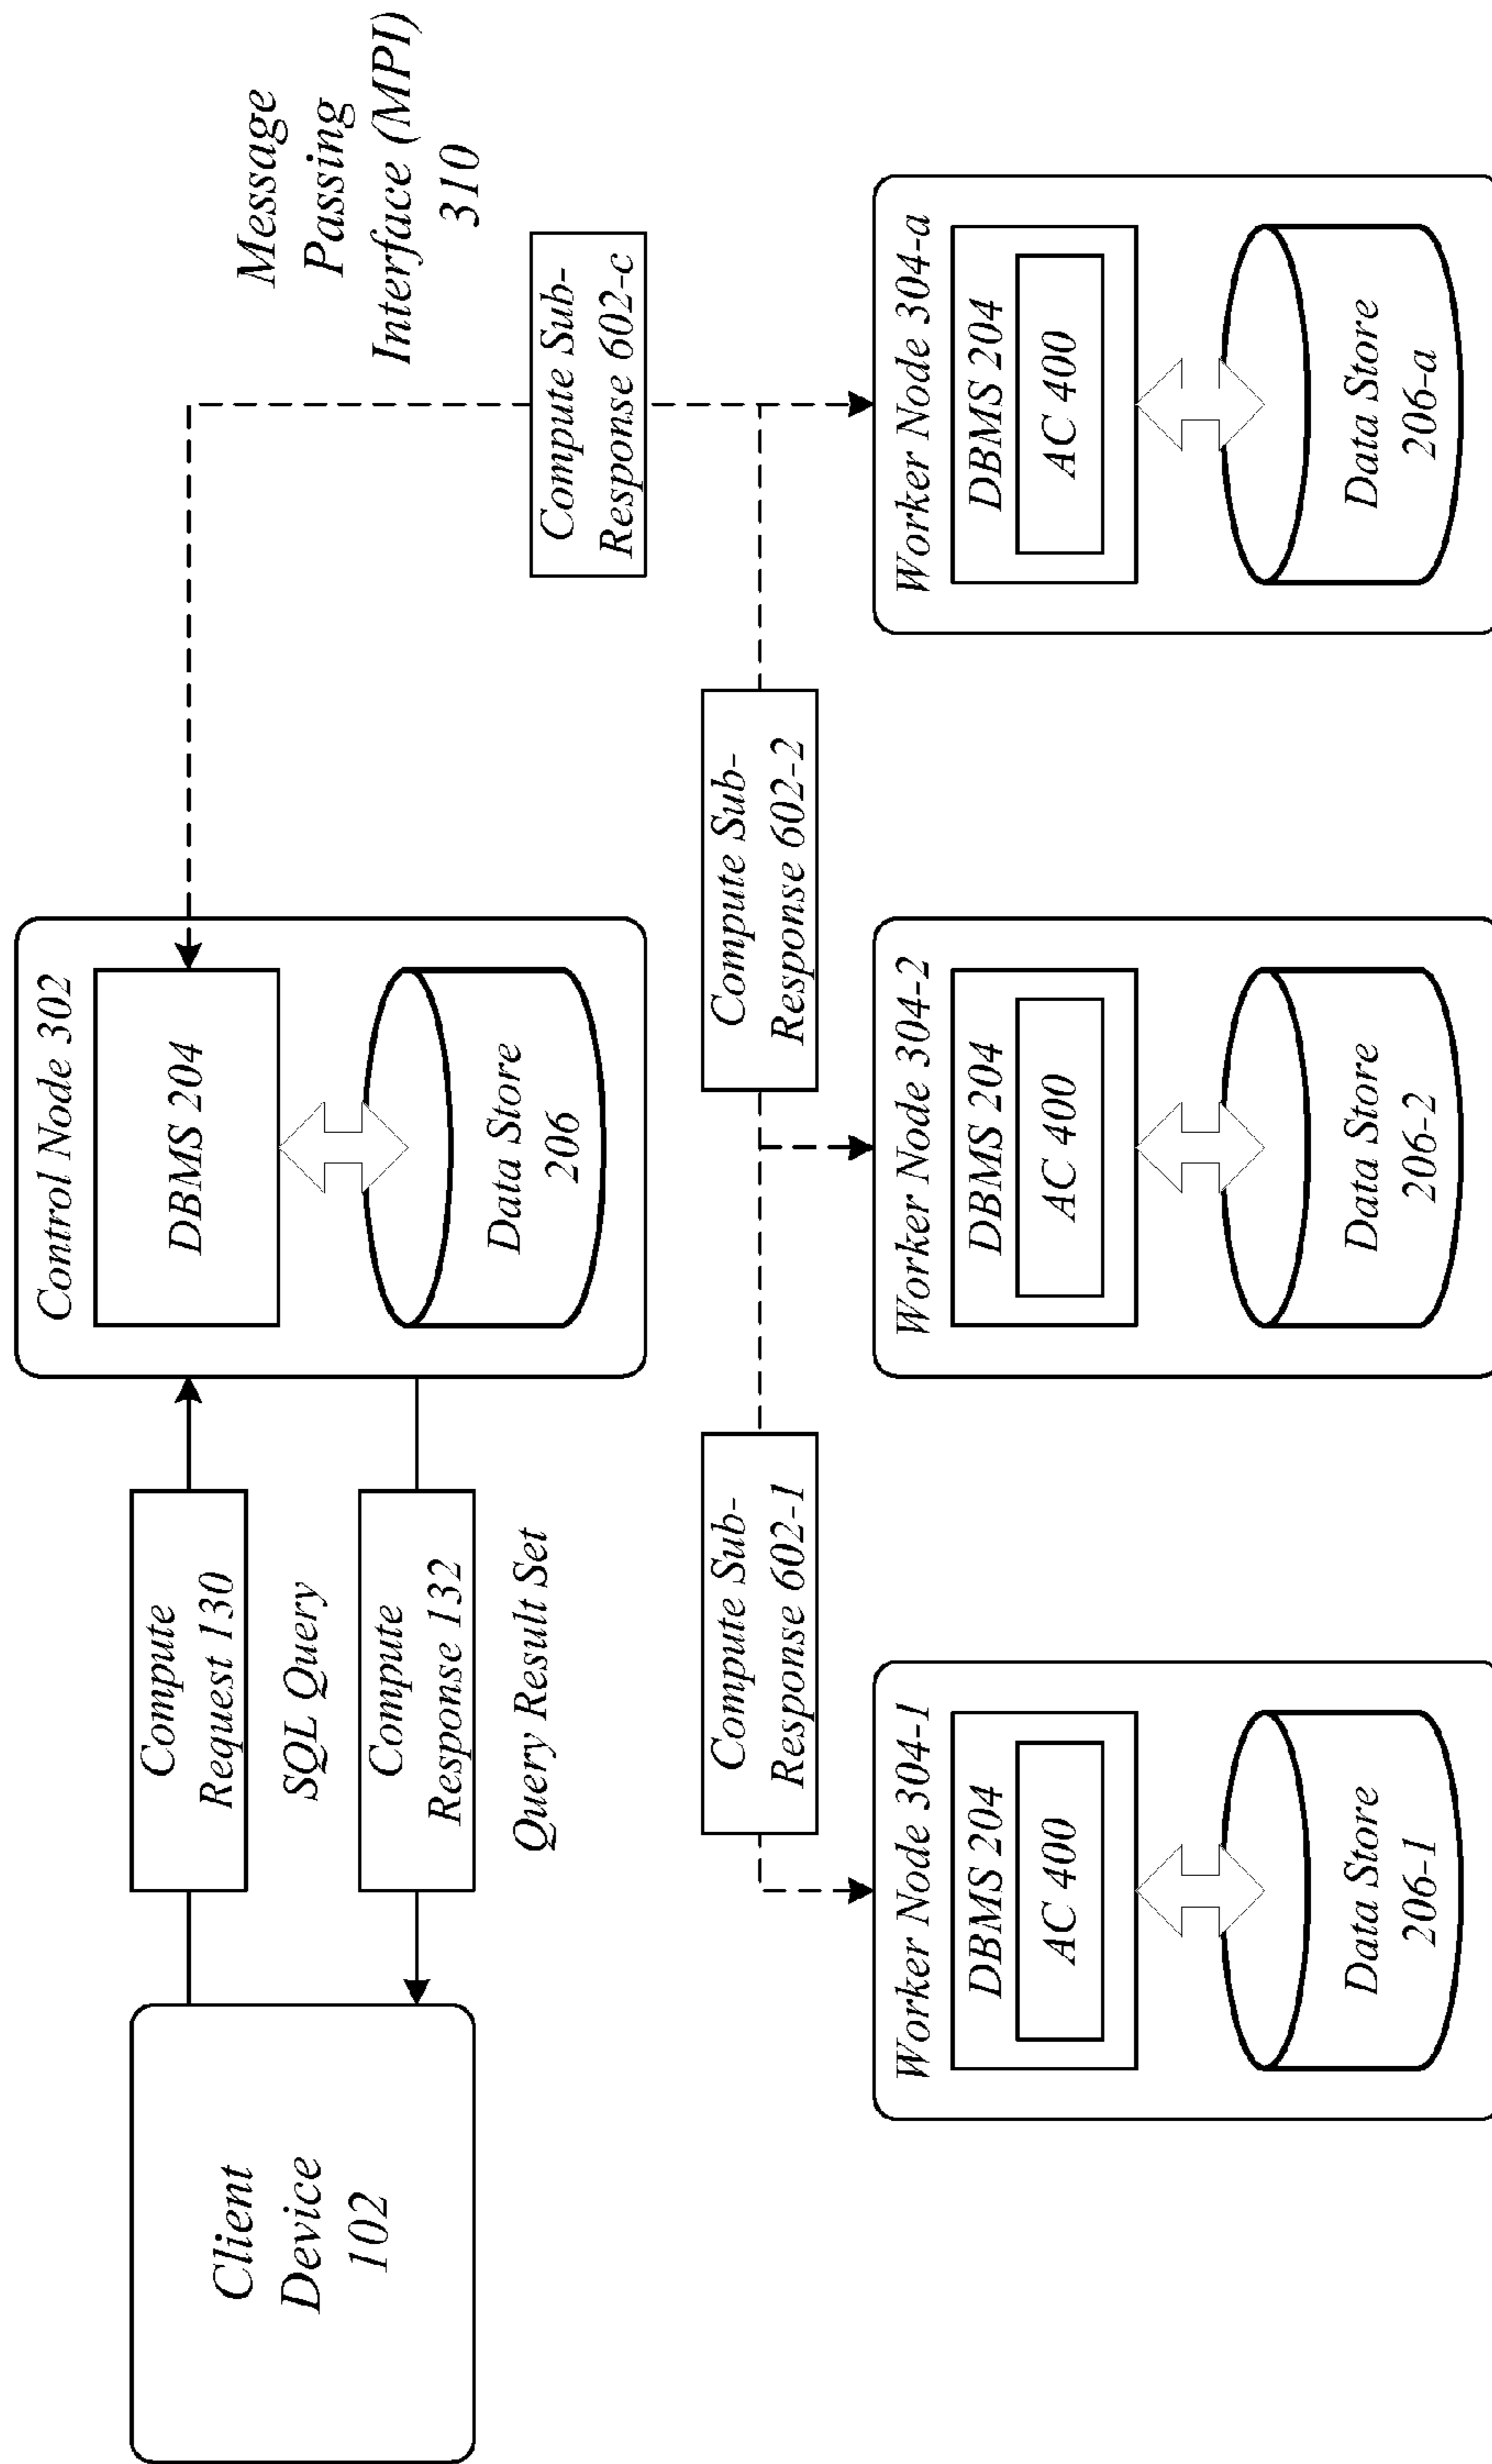 Client
Device
102
Compute
Request 130
SQL Query
Compute
Response 132
Query Result Set
Control Node 302
DBMS 204
Data Store
206
Message
Passing
Interface (MPI)
310
Compute Sub-
Response 602-1
Compute Sub-
Response 602-2
Compute Sub-
Response 602-c
Worker Node 304-1
DBMS 204
AC 400
Data Store
206-1
Worker Node 304-2
DBMS 204
AC 400
Data Store
206-2
Worker Node 304-a
DBMS 204
AC 400
Data Store
206-a